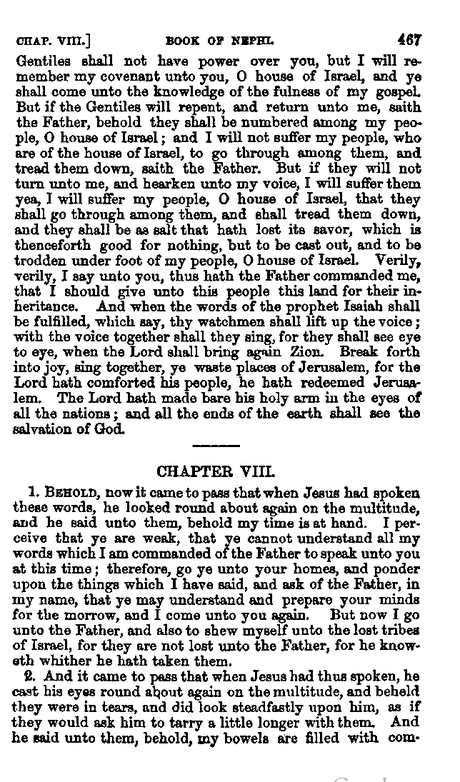 CHAP. VIII.] BOOK OF NEPHI. 467
Gentiles shall not have power over you, but I will re-
member my covenant unto you, O house of Israel, and ye
shall come unto the knowledge of the fulness of my gospel.
But if the Gentiles will repent, and return unto me, saith
the Father, behold they shall be numbered among my peo-
ple, O house of Israel; and I will not suffer my people, who
are of the house of Israel, to go through among them, and
tread them down, saith the Father. But if they will not
turn unto me, and hearken unto my voice, I will suffer them
yea, I will suffer my people, O house of Israel, that they
shall go through among them, and shall tread them down,
and they shall be as salt that hath lost its savor, which is
thenceforth good for nothing, but to be cast out, and to be
trodden under foot of my people, O house of Israel. Verily,
verily, I say unto you, thus hath the Father commanded me,
that I should give unto this people this land for their in-
heritance. And when the words of the prophet Isaiah shall
be fulfilled, which say, thy watchmen shall lift up the voice;
with the voice together shall they sing, for they shall see eye
to eye, when the Lord shall bring again Zion. Break forth
into joy, sing together, ye waste places of Jerusalem, for the
Lord hath comforted his people, he hath redeemed Jerusa-
lem. The Lord hath made bare his holy arm in the eyes of
all the nations; and all the ends of the earth shall see the
salvation of God.
CHAPTER VIII.
1. BEHOLD, now it came to pass that when Jesus had spoken
these words, he looked round about again on the multitude,
and he said unto them, behold my time is at hand. I per-
ceive that ye are weak, that ye cannot understand all my
words which I am commanded of the Father to speak unto you
at this time; therefore, go ye unto your homes, and ponder
upon the things which I have said, and ask of the Father, in
my name, that ye may understand and prepare your minds
for the morrow, and I come unto you again. But now I go
unto the Father, and also to shew myself unto the lost tribes
of Israel, for they are not lost unto the Father, for he know-
eth whither he hath taken them.
2. And it came to pass that when Jesus had thus spoken, he
cast his eyes round about again on the multitude, and beheld
they were in tears, and did look steadfastly upon him, as if
they would ask him to tarry a little longer with them. And
he said unto them, behold, my bowels are filled with com-